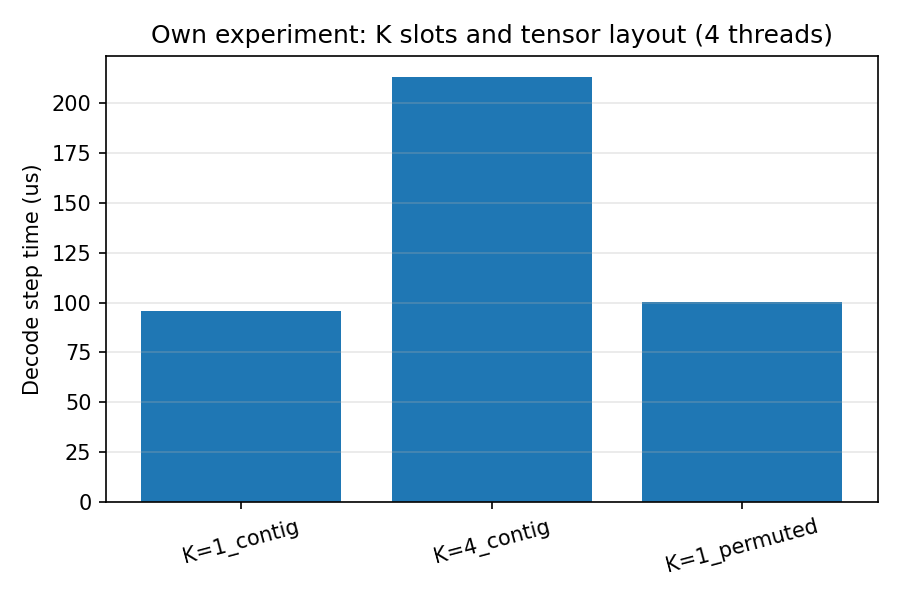 Own experiment: K slots and tensor layout (4 threads)
Decode step time (us)
200
175
150
125
100
75
50
25
0
K=1_contig
K=4_contig
K=1_permuted